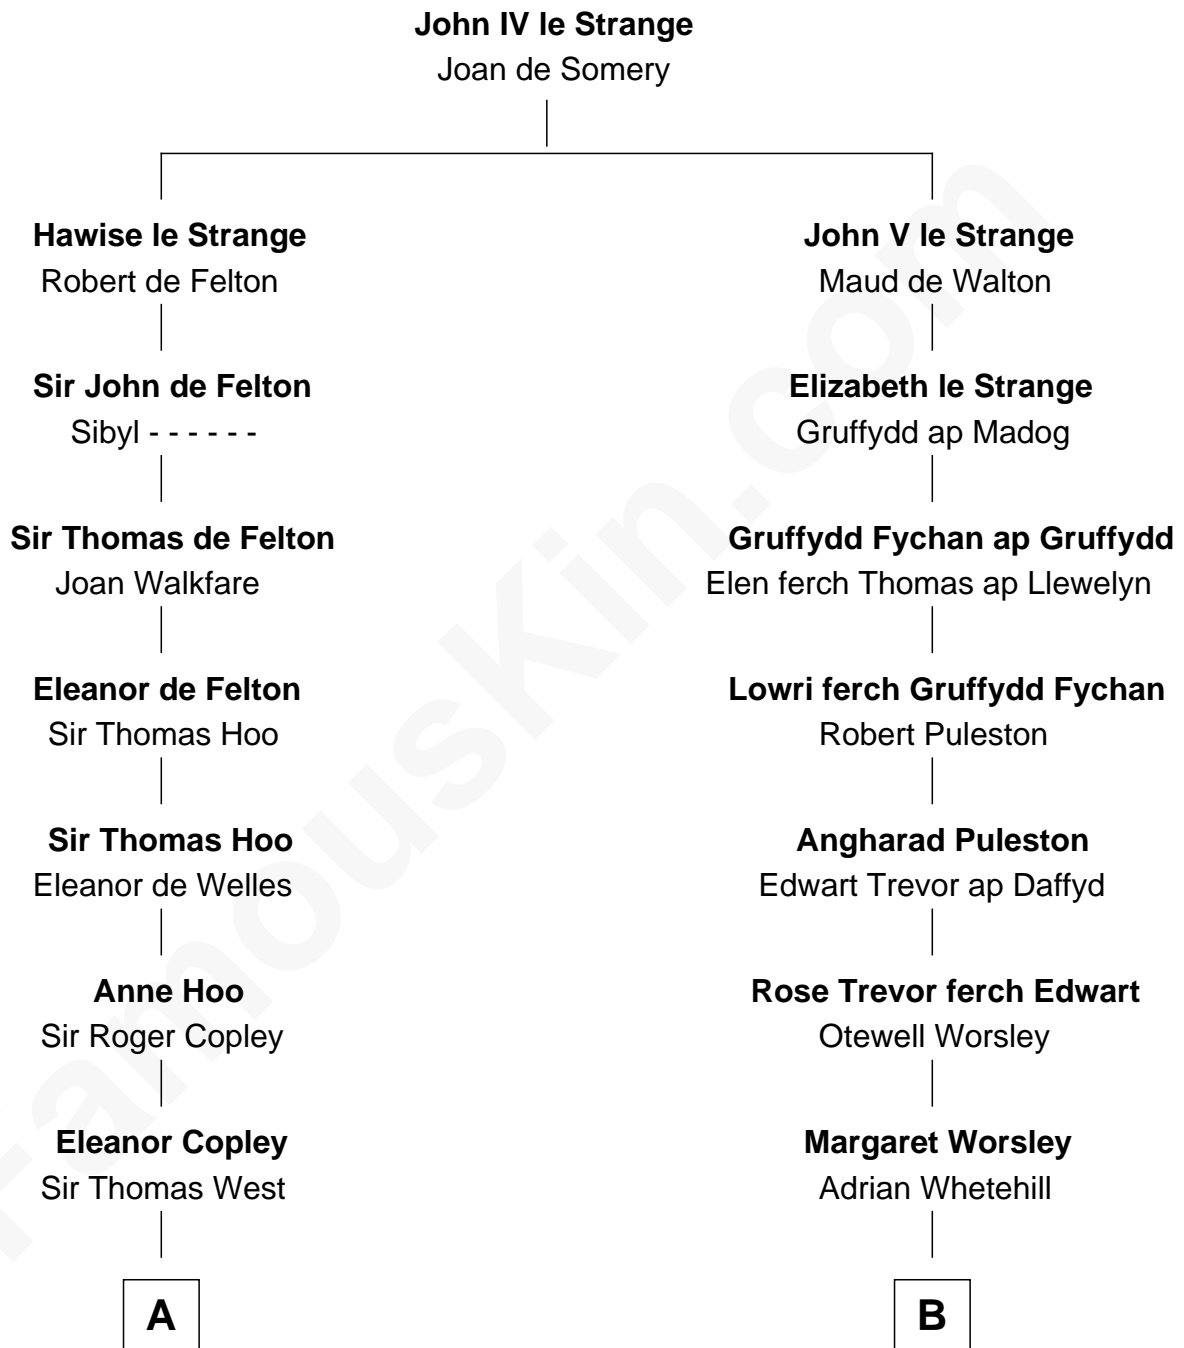 John IV le Strange
Joan de Somery
Hawise le Strange
Robert de Felton
John V le Strange
Maud de Walton
Sir John de Felton
Sibyl - - - - - -
Elizabeth le Strange
Gruffydd ap Madog
Sir Thomas de Felton
Joan Walkfare
Gruffydd Fychan ap Gruffydd
Elen ferch Thomas ap Llewelyn
Eleanor de Felton
Sir Thomas Hoo
Lowri ferch Gruffydd Fychan
Robert Puleston
Sir Thomas Hoo
Eleanor de Welles
Angharad Puleston
Edwart Trevor ap Daffyd
Anne Hoo
Sir Roger Copley
Rose Trevor ferch Edwart
Otewell Worsley
Eleanor Copley
Sir Thomas West
Margaret Worsley
Adrian Whetehill
A
B
FamousKin.com